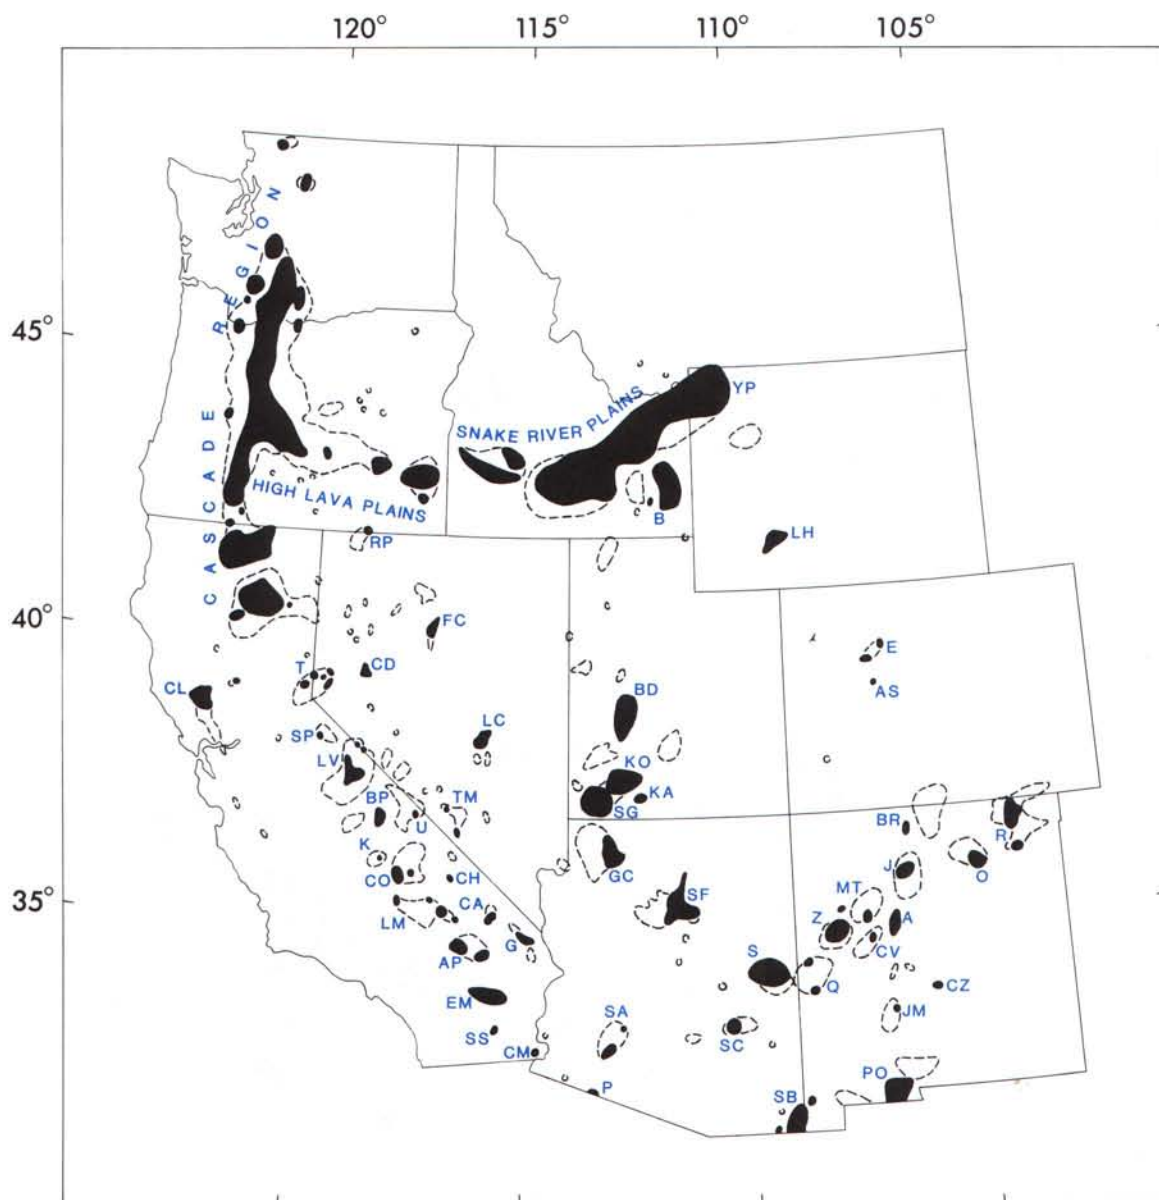 120° 115° 110° 105°
45°
40°
35°
CASCADE REGION
HIGH LAVA PLAINS
SNAKE RIVER PLAINS
YP
B
LH
RP
FC
E
T
CD
AS
CL
BD
LC
SP
LV
KO
KA
SG
BP
TM
U
BR
R
K
J
O
GC
CO
CH
MT
SF
CA
LM
Z
A
G
CV
AP
S
Q
CZ
EM
SA
JM
SS
SC
CM
PO
P
SB